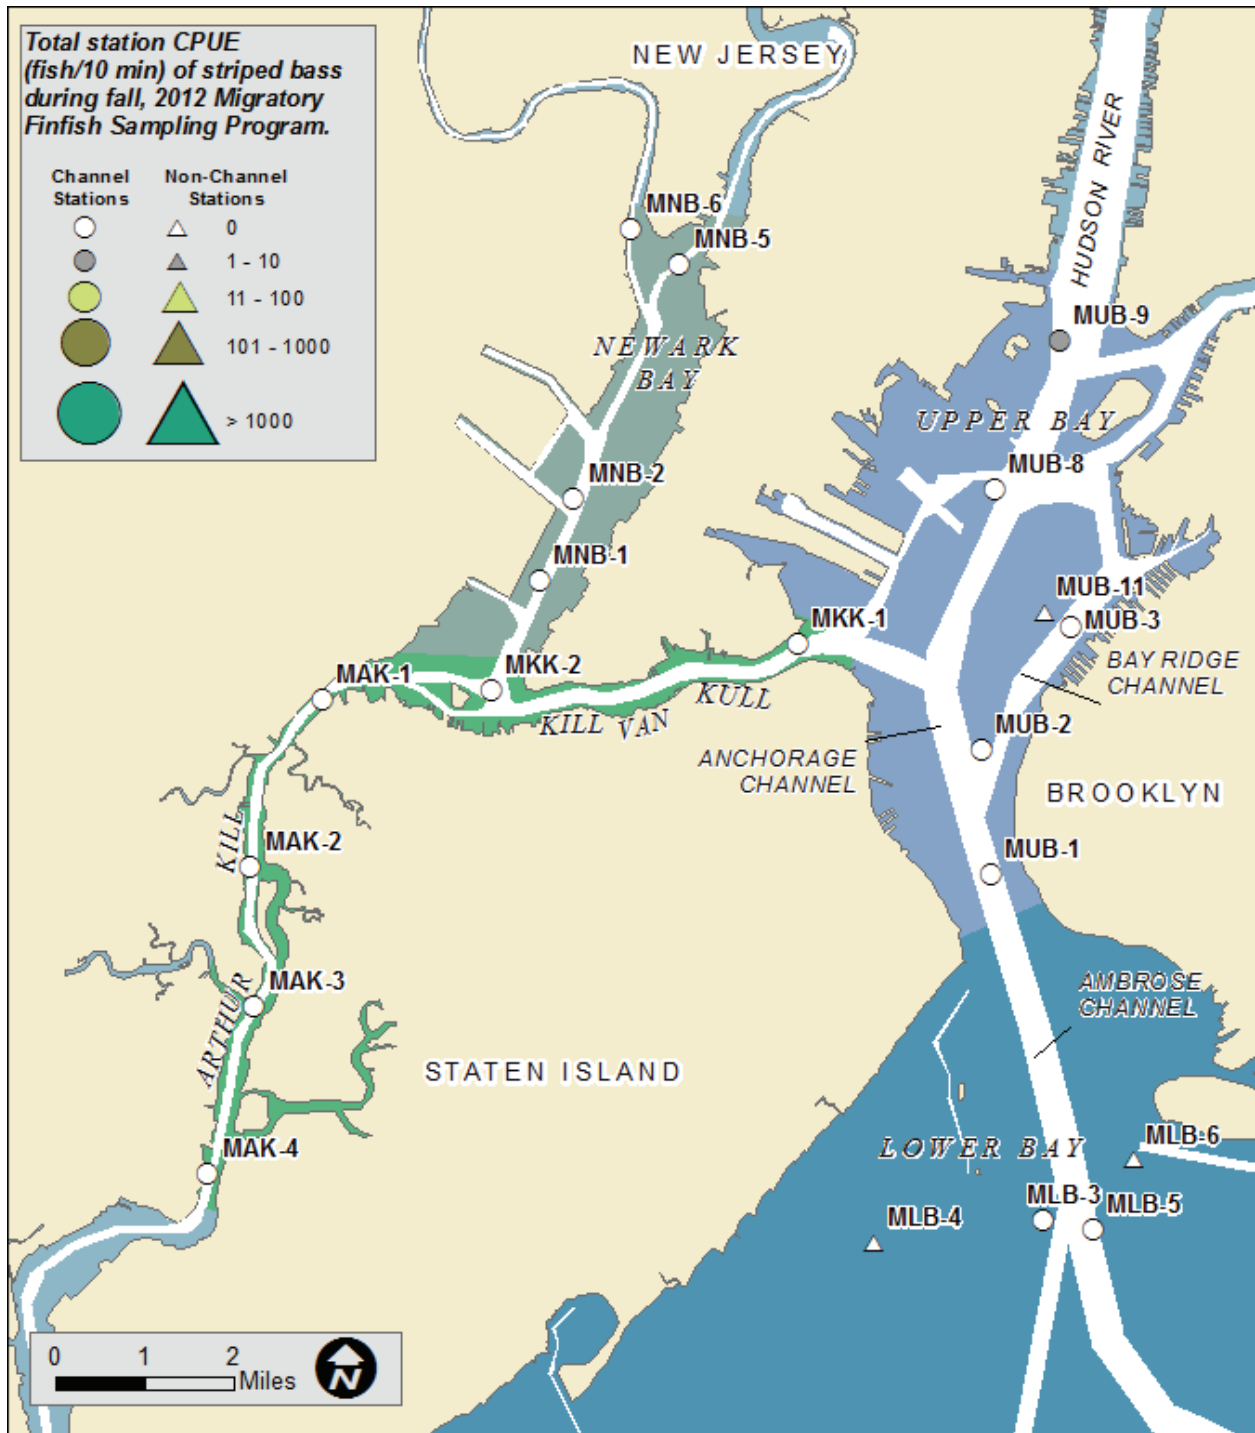 Total station CPUE
(fish/10 min) of striped bass
during fall, 2012 Migratory
Finfish Sampling Program.
Channel Stations
Non-Channel Stations
0
1 - 10
11 - 100
101 - 1000
> 1000
NEW JERSEY
HUDSON RIVER
MNB-6
MNB-5
MUB-9
NEWARK
BAY
UPPER BAY
MUB-8
MNB-2
MNB-1
MUB-11
MUB-3
MKK-1
BAY RIDGE
CHANNEL
MKK-2
MAK-1
KILL VAN KULL
MUB-2
ANCHORAGE
CHANNEL
BROOKLYN
MAK-2
MUB-1
ARTHUR KILL
MAK-3
AMBROSE
CHANNEL
STATEN ISLAND
MAK-4
LOWER BAY
MLB-6
MLB-3
MLB-5
MLB-4
0 1 2
Miles
N